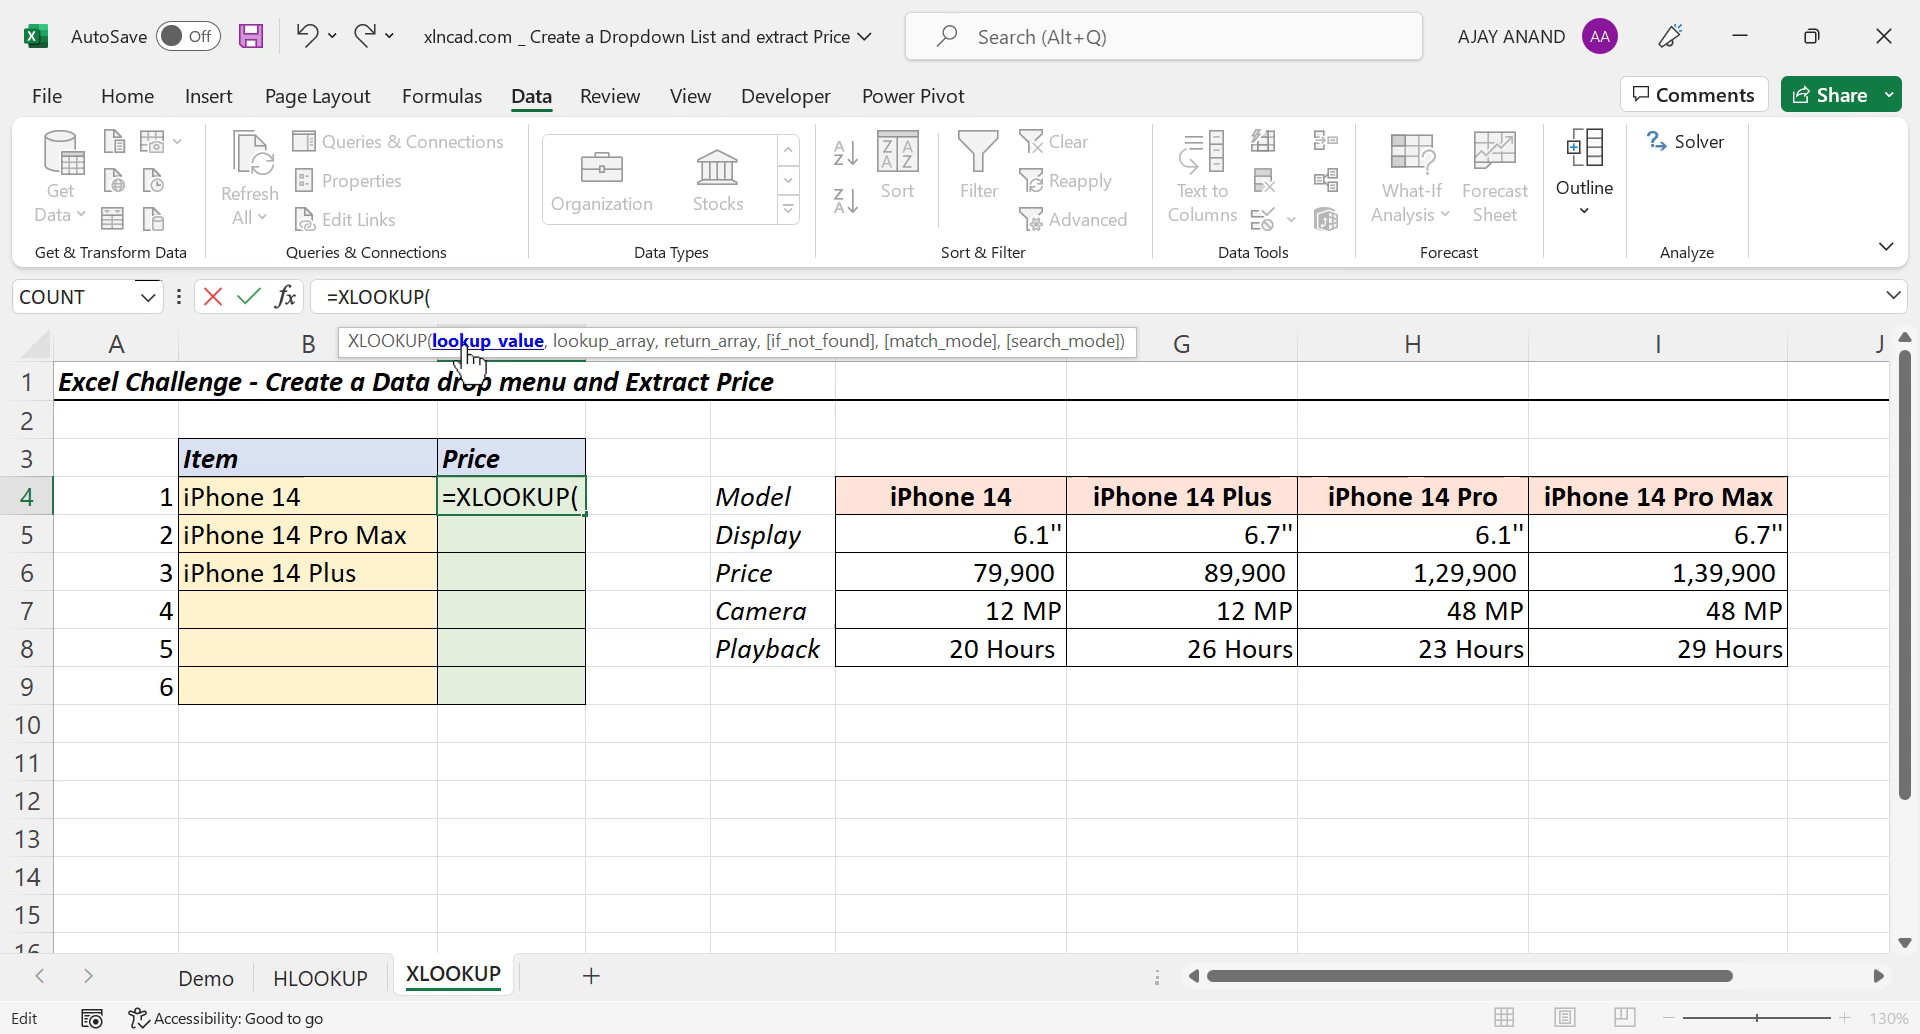 AutoSave Off xlncad.com _ Create a Dropdown List and extract Price Search (Alt+Q) AJAY ANAND AA
File Home Insert Page Layout Formulas Data Review View Developer Power Pivot Comments Share
Get Data
Refresh All
Queries & Connections
Properties
Edit Links
Organization
Stocks
Sort
Filter
Clear
Reapply
Advanced
Text to Columns
What-If Analysis
Forecast Sheet
Outline
Solver
Get & Transform Data Queries & Connections Data Types Sort & Filter Data Tools Forecast Analyze
COUNT fx =XLOOKUP(
XLOOKUP(lookup_value, lookup_array, return_array, [if_not_found], [match_mode], [search_mode])
A B G H I J
1 Excel Challenge - Create a Data drop menu and Extract Price
2
3 Item Price
4 1 iPhone 14 =XLOOKUP( Model iPhone 14 iPhone 14 Plus iPhone 14 Pro iPhone 14 Pro Max
5 2 iPhone 14 Pro Max Display 6.1" 6.7" 6.1" 6.7"
6 3 iPhone 14 Plus Price 79,900 89,900 1,29,900 1,39,900
7 4 Camera 12 MP 12 MP 48 MP 48 MP
8 5 Playback 20 Hours 26 Hours 23 Hours 29 Hours
9 6
10
11
12
13
14
15
16
Demo HLOOKUP XLOOKUP
Edit Accessibility: Good to go 130%